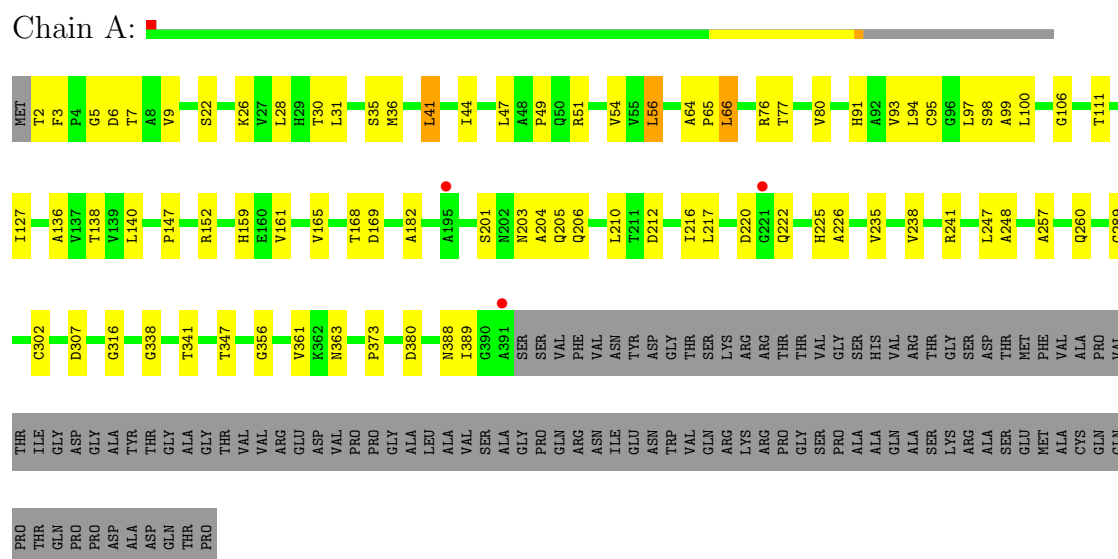 Chain A:
MET T2 F3 P4 G5 D6 T7 A8 V9 S22 K26 V27 L28 H29 T30 L31 S35 M36 L41 I44 L47 A48 P49 Q50 R51 V54 V55 L56 A64 P65 L66 R76 T77 V80 H91 A92 V93 L94 C95 G96 L97 S98 A99 L100 G106 T111
I127 A136 V137 T138 V139 L140 P147 R152 H159 E160 V161 V165 T168 D169 A182 A195 S201 N202 N203 A204 Q205 Q206 L210 T211 D212 I216 L217 D220 G221 Q222 H225 A226 V235 V238 R241 L247 A248 A257 Q260
C302 D307 G316 G338 T341 T347 G356 V361 K362 N363 P373 D380 N388 I389 G390 A391 SER SER VAL PHE VAL ASN TYR ASP GLY THR SER LYS ARG ARG THR THR VAL GLY SER HIS VAL ARG THR GLY SER ASP THR MET PHE VAL ALA PRO VAL
THR ILE GLY ASP GLY ALA TYR THR GLY ALA GLY THR VAL VAL ARG GLU ASP VAL PRO PRO GLY ALA LEU ALA VAL SER ALA GLY PRO GLN ARG ASN ILE GLU ASN TRP VAL GLN ARG LYS ARG PRO GLY SER PRO ALA ALA GLN ALA SER LYS ARG ALA SER GLU MET ALA CYS GLN GLN
PRO THR GLN PRO PRO ASP ALA ASP GLN THR PRO